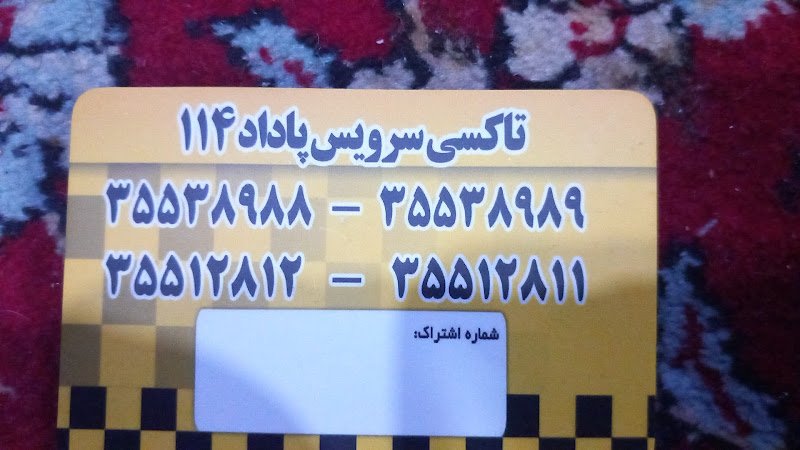 تاکسی سرویس پاداد ۱۱۴
۳۵۵۳۸۹۸۸ - ۳۵۵۳۸۹۸۹
۳۵۵۱۲۸۱۲ - ۳۵۵۱۲۸۱۱
شماره اشتراک: